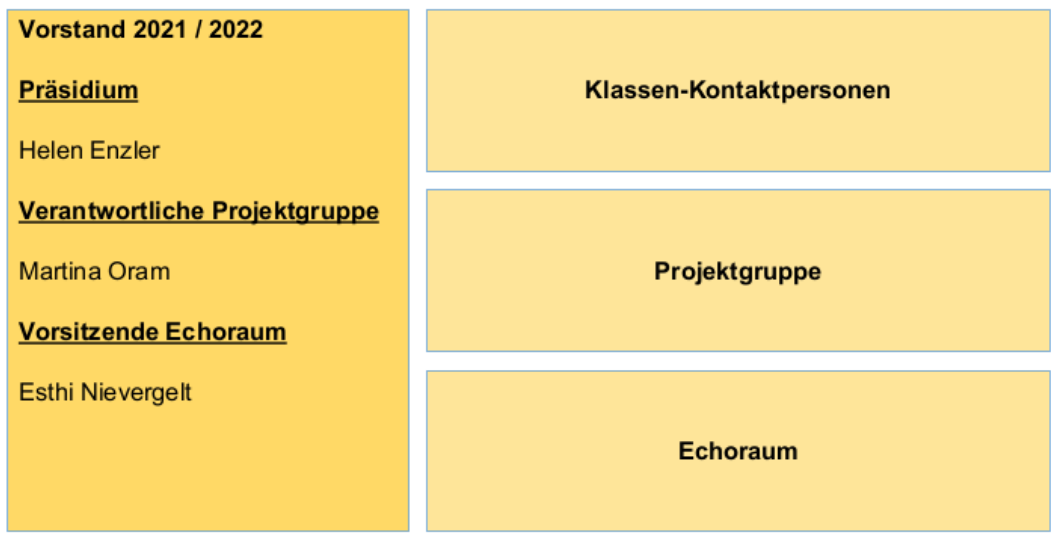 Vorstand 2021 / 2022
Präsidium
Helen Enzler
Verantwortliche Projektgruppe
Martina Oram
Vorsitzende Echoraum
Esthi Nievergelt
Klassen-Kontaktpersonen
Projektgruppe
Echoraum